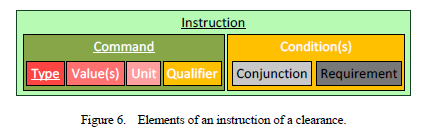 Instruction
Command Condition(s)
Type Value(s) Unit Qualifier Conjunction Requirement
Figure 6. Elements of an instruction of a clearance.